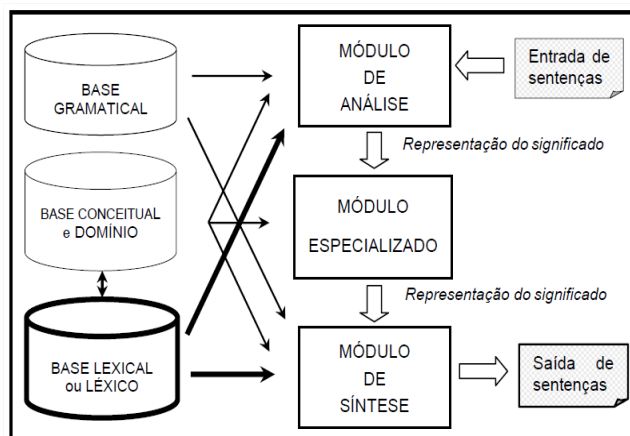 BASE
GRAMATICAL
BASE CONCEITUAL
e DOMÍNIO
BASE LEXICAL
ou LÉXICO
MÓDULO
DE
ANÁLISE
Entrada de
sentenças
Representação do significado
MÓDULO
ESPECIALIZADO
Representação do significado
MÓDULO
DE
SÍNTESE
Saída de
sentenças